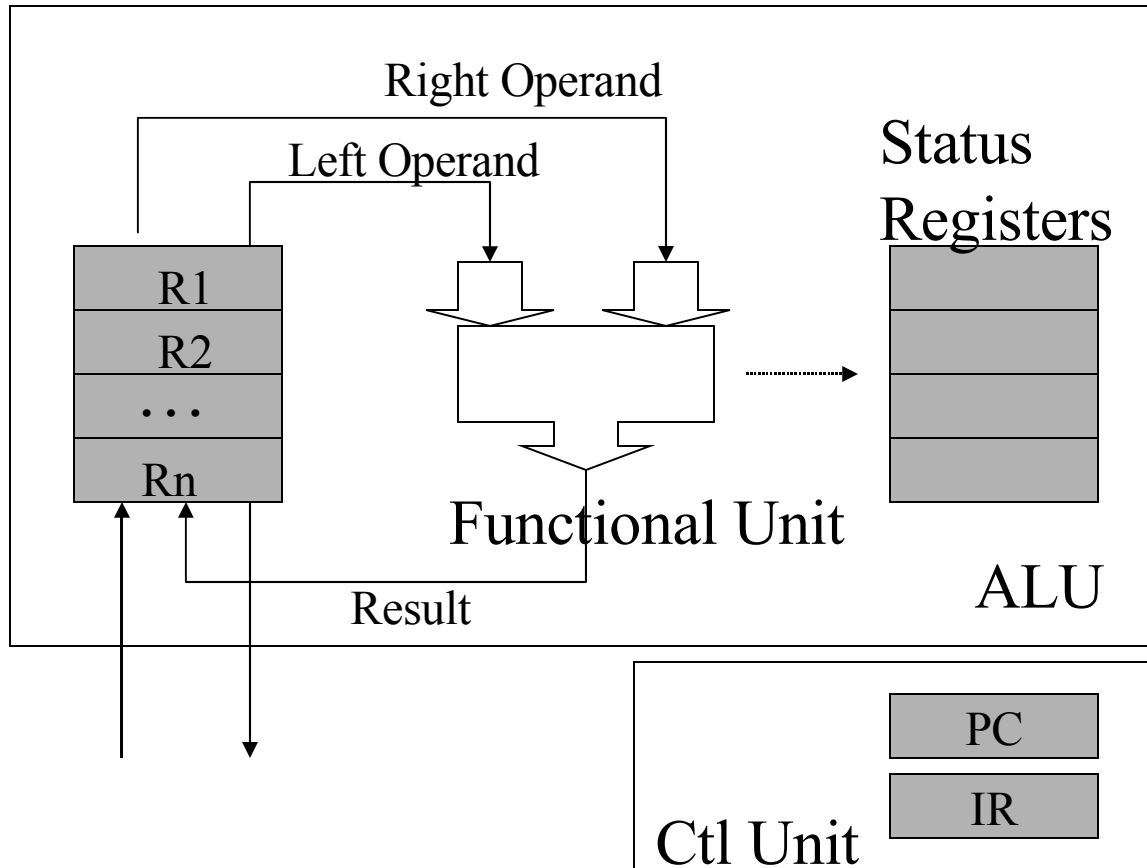 Right Operand
Left Operand
Status
Registers
R1
R2
...
Rn
Functional Unit
ALU
Result
PC
IR
Ctl Unit